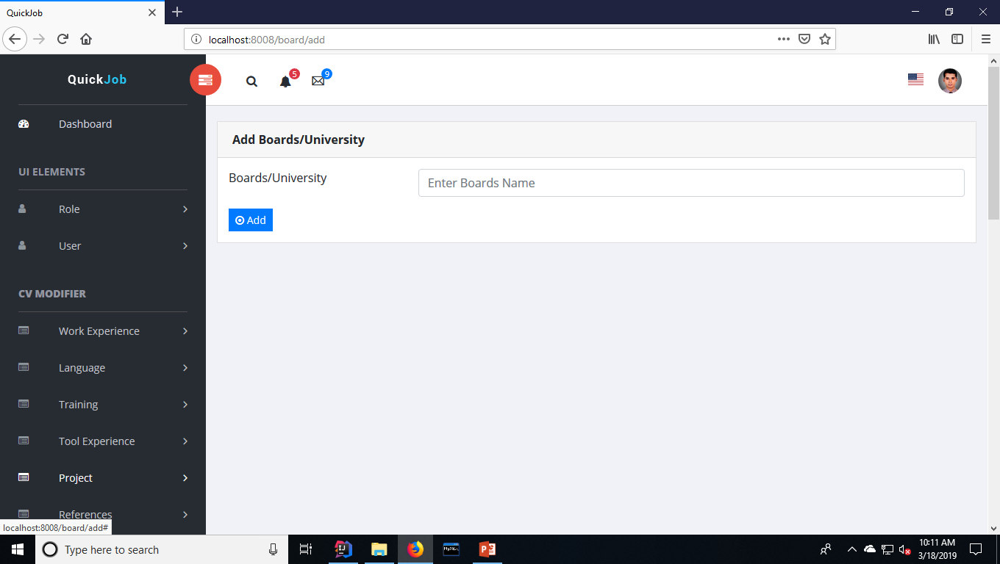 QuickJob
localhost:8008/board/add
QuickJob
5
9
Dashboard
UI ELEMENTS
Role
User
CV MODIFIER
Work Experience
Language
Training
Tool Experience
Project
References
Add Boards/University
Boards/University
Enter Boards Name
Add
localhost:8008/board/add#
Type here to search
IJ
MySQL
P
10:11 AM
3/18/2019